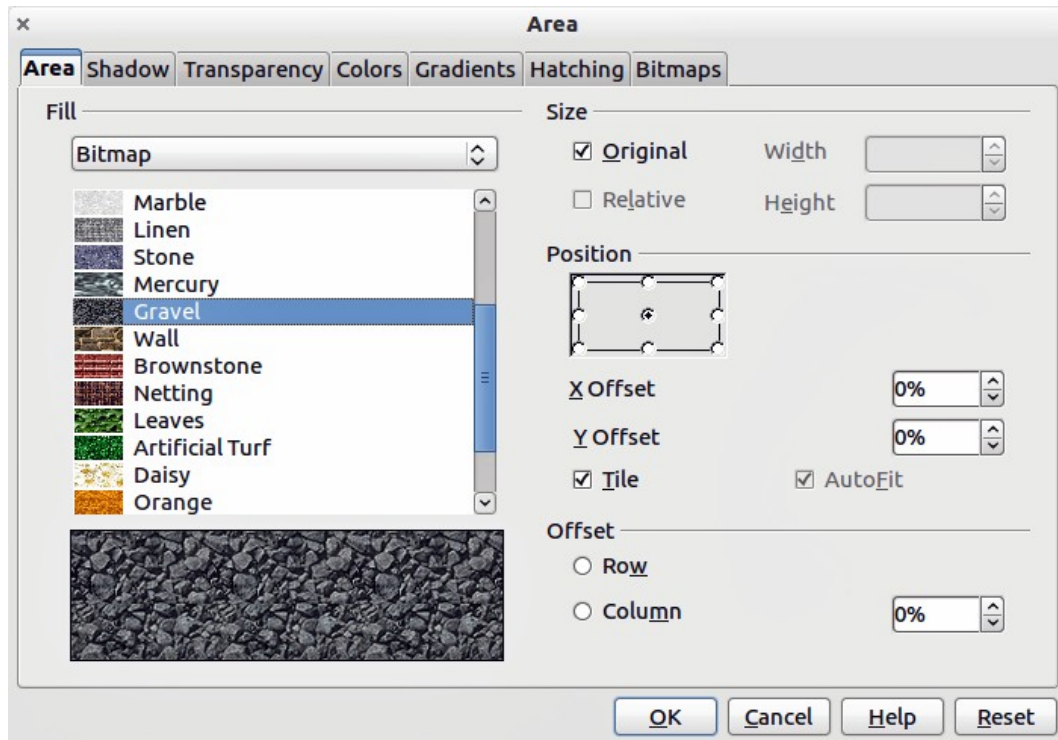 Area
Area Shadow Transparency Colors Gradients Hatching Bitmaps
Fill
Bitmap
Marble
Linen
Stone
Mercury
Gravel
Wall
Brownstone
Netting
Leaves
Artificial Turf
Daisy
Orange
Size
Original Width
Relative Height
Position
X Offset 0%
Y Offset 0%
Tile AutoFit
Offset
Row
Column 0%
OK Cancel Help Reset